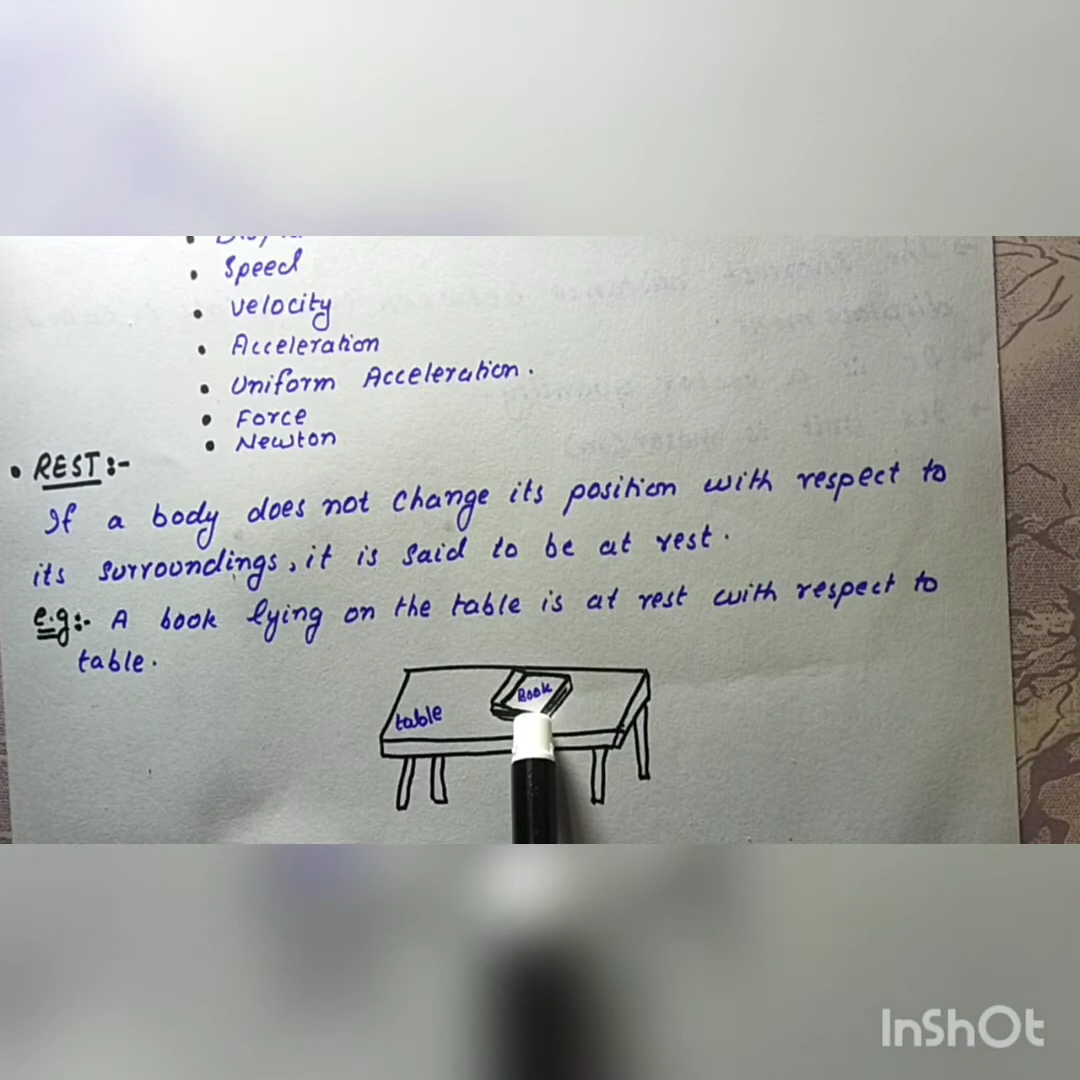 • Speed
• Velocity
• Acceleration
• Uniform Acceleration.
• Force
• Newton
• REST:-
If a body does not change its position with respect to
its surroundings, it is said to be at rest.
e.g:- A book lying on the table is at rest with respect to
table.
Book
table
InShOt